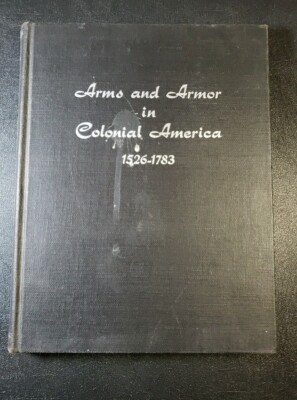 Arms and Armor
in
Colonial America
1526-1783